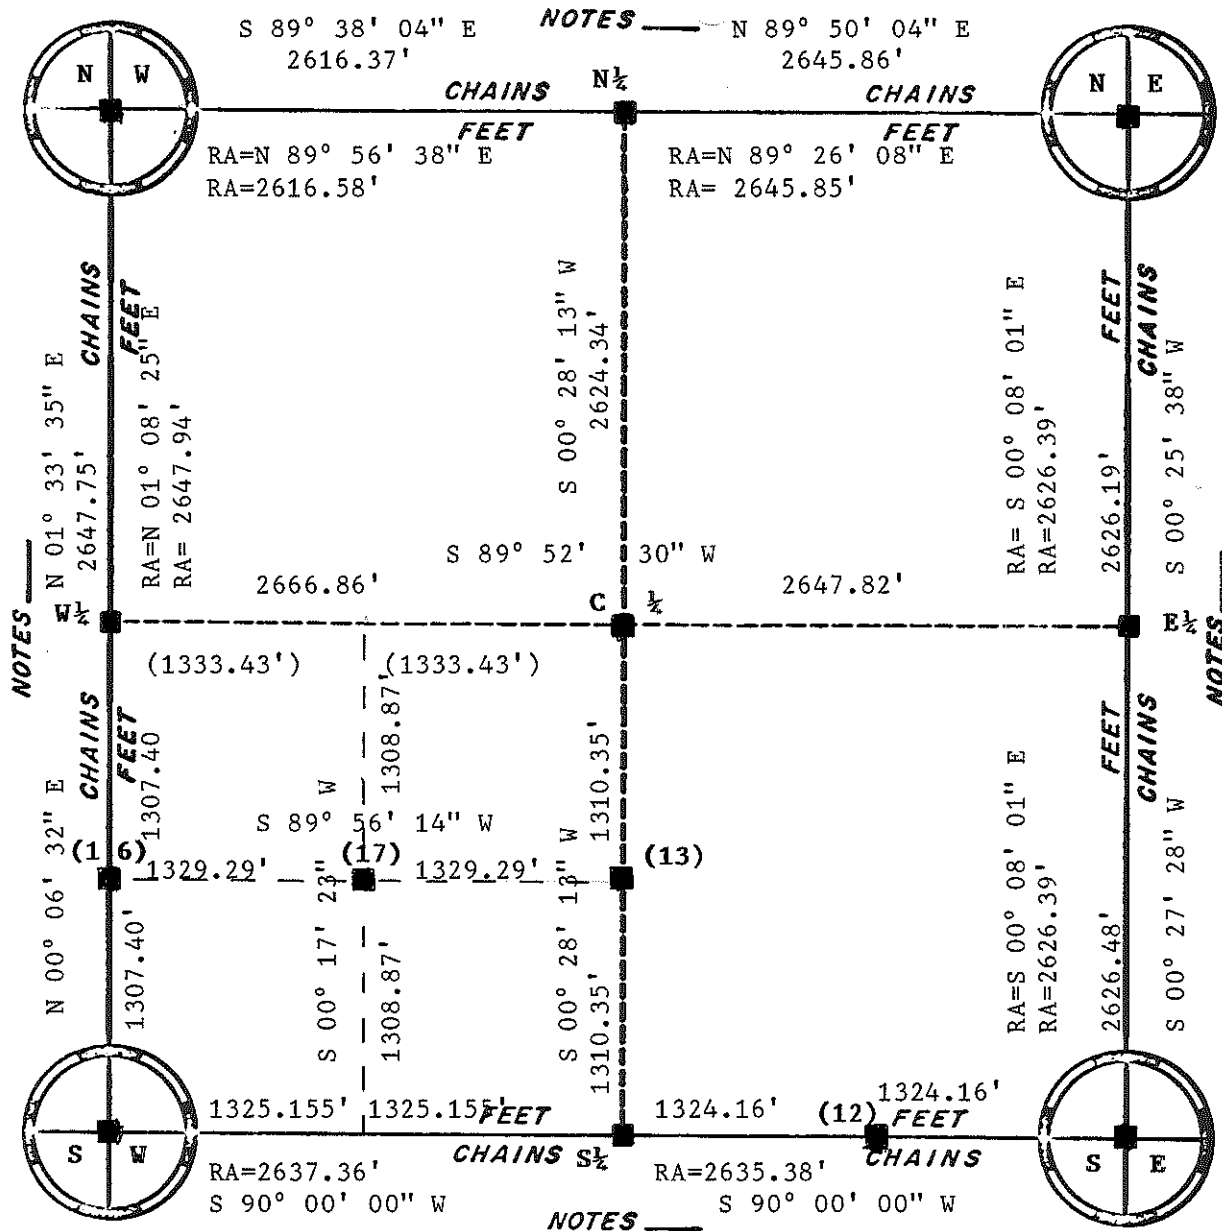 NOTES
S 89° 38' 04" E
2616.37'
N 89° 50' 04" E
2645.86'
N W
CHAINS
N¼
CHAINS
N E
FEET
FEET
RA=N 89° 56' 38" E
RA=2616.58'
RA=N 89° 26' 08" E
RA= 2645.85'
CHAINS
FEET
N 01° 33' 35" E
2647.75'
RA=N 01° 08' 25" E
RA= 2647.94'
S 00° 28' 13" W
2624.34'
RA= S 00° 08' 01" E
RA=2626.39'
FEET
CHAINS
2626.19'
S 00° 25' 38" W
S 89° 52' 30" W
2666.86'
2647.82'
NOTES
W½
C ¼
E½
NOTES
(1333.43')
(1333.43')
CHAINS
FEET
1307.40
1308.87'
1310.35'
FEET
CHAINS
N 00° 06' 32" E
S 89° 56' 14" W
(1 6)
1329.29'
(17)
1329.29'
(13)
1307.40'
S 00° 17' 23" W
1308.87'
S 00° 28' 13" W
1310.35'
RA=S 00° 08' 01" E
RA=2626.39'
2626.48'
S 00° 27' 28" W
1325.155'
1325.155'
FEET
1324.16'
(12)
1324.16'
FEET
S W
CHAINS
S¼
CHAINS
S E
RA=2637.36'
S 90° 00' 00" W
RA=2635.38'
S 90° 00' 00" W
NOTES